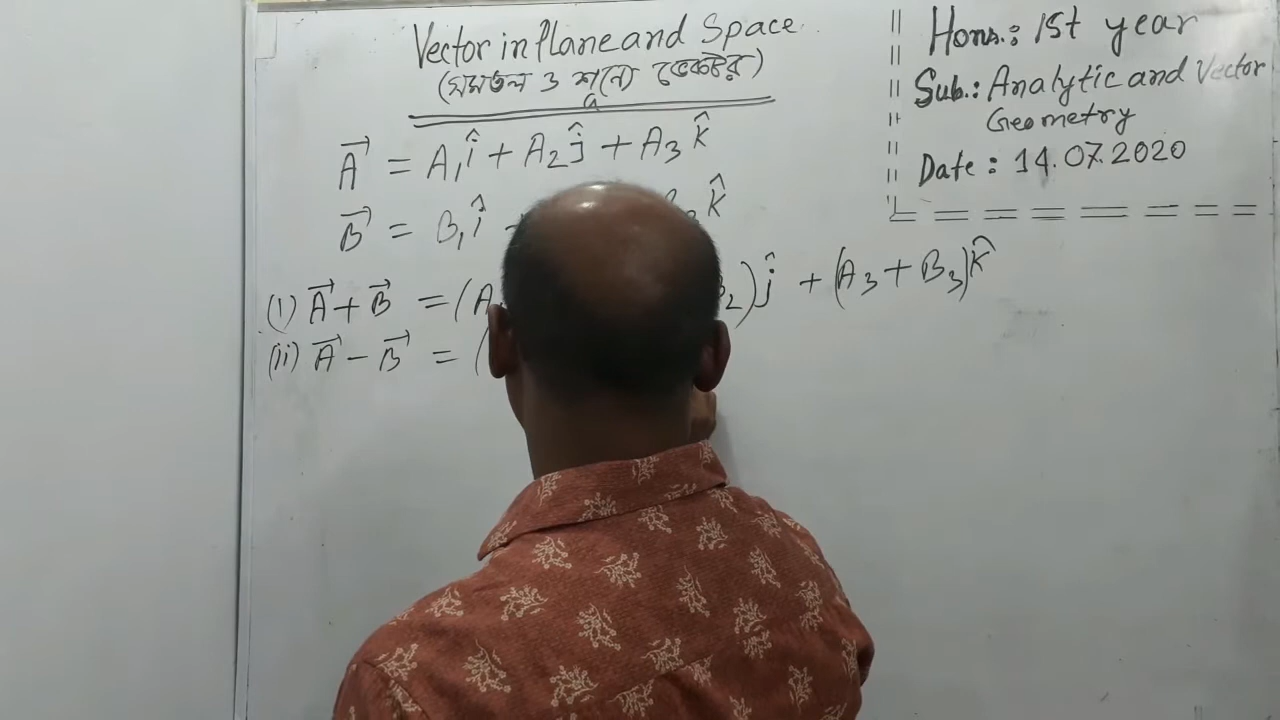 Vector in Plane and Space
(সমতল ও শূন্যে ভেক্টর)
A⃗ = A₁î + A₂ĵ + A₃k̂
B⃗ = B₁î k̂
(i) A⃗ + B⃗ = (A ₂)ĵ + (A₃ + B₃)k̂
(ii) A⃗ − B⃗ = (
Hons.: 1st year
Sub.: Analytic and Vector
Geometry
Date : 14.07.2020